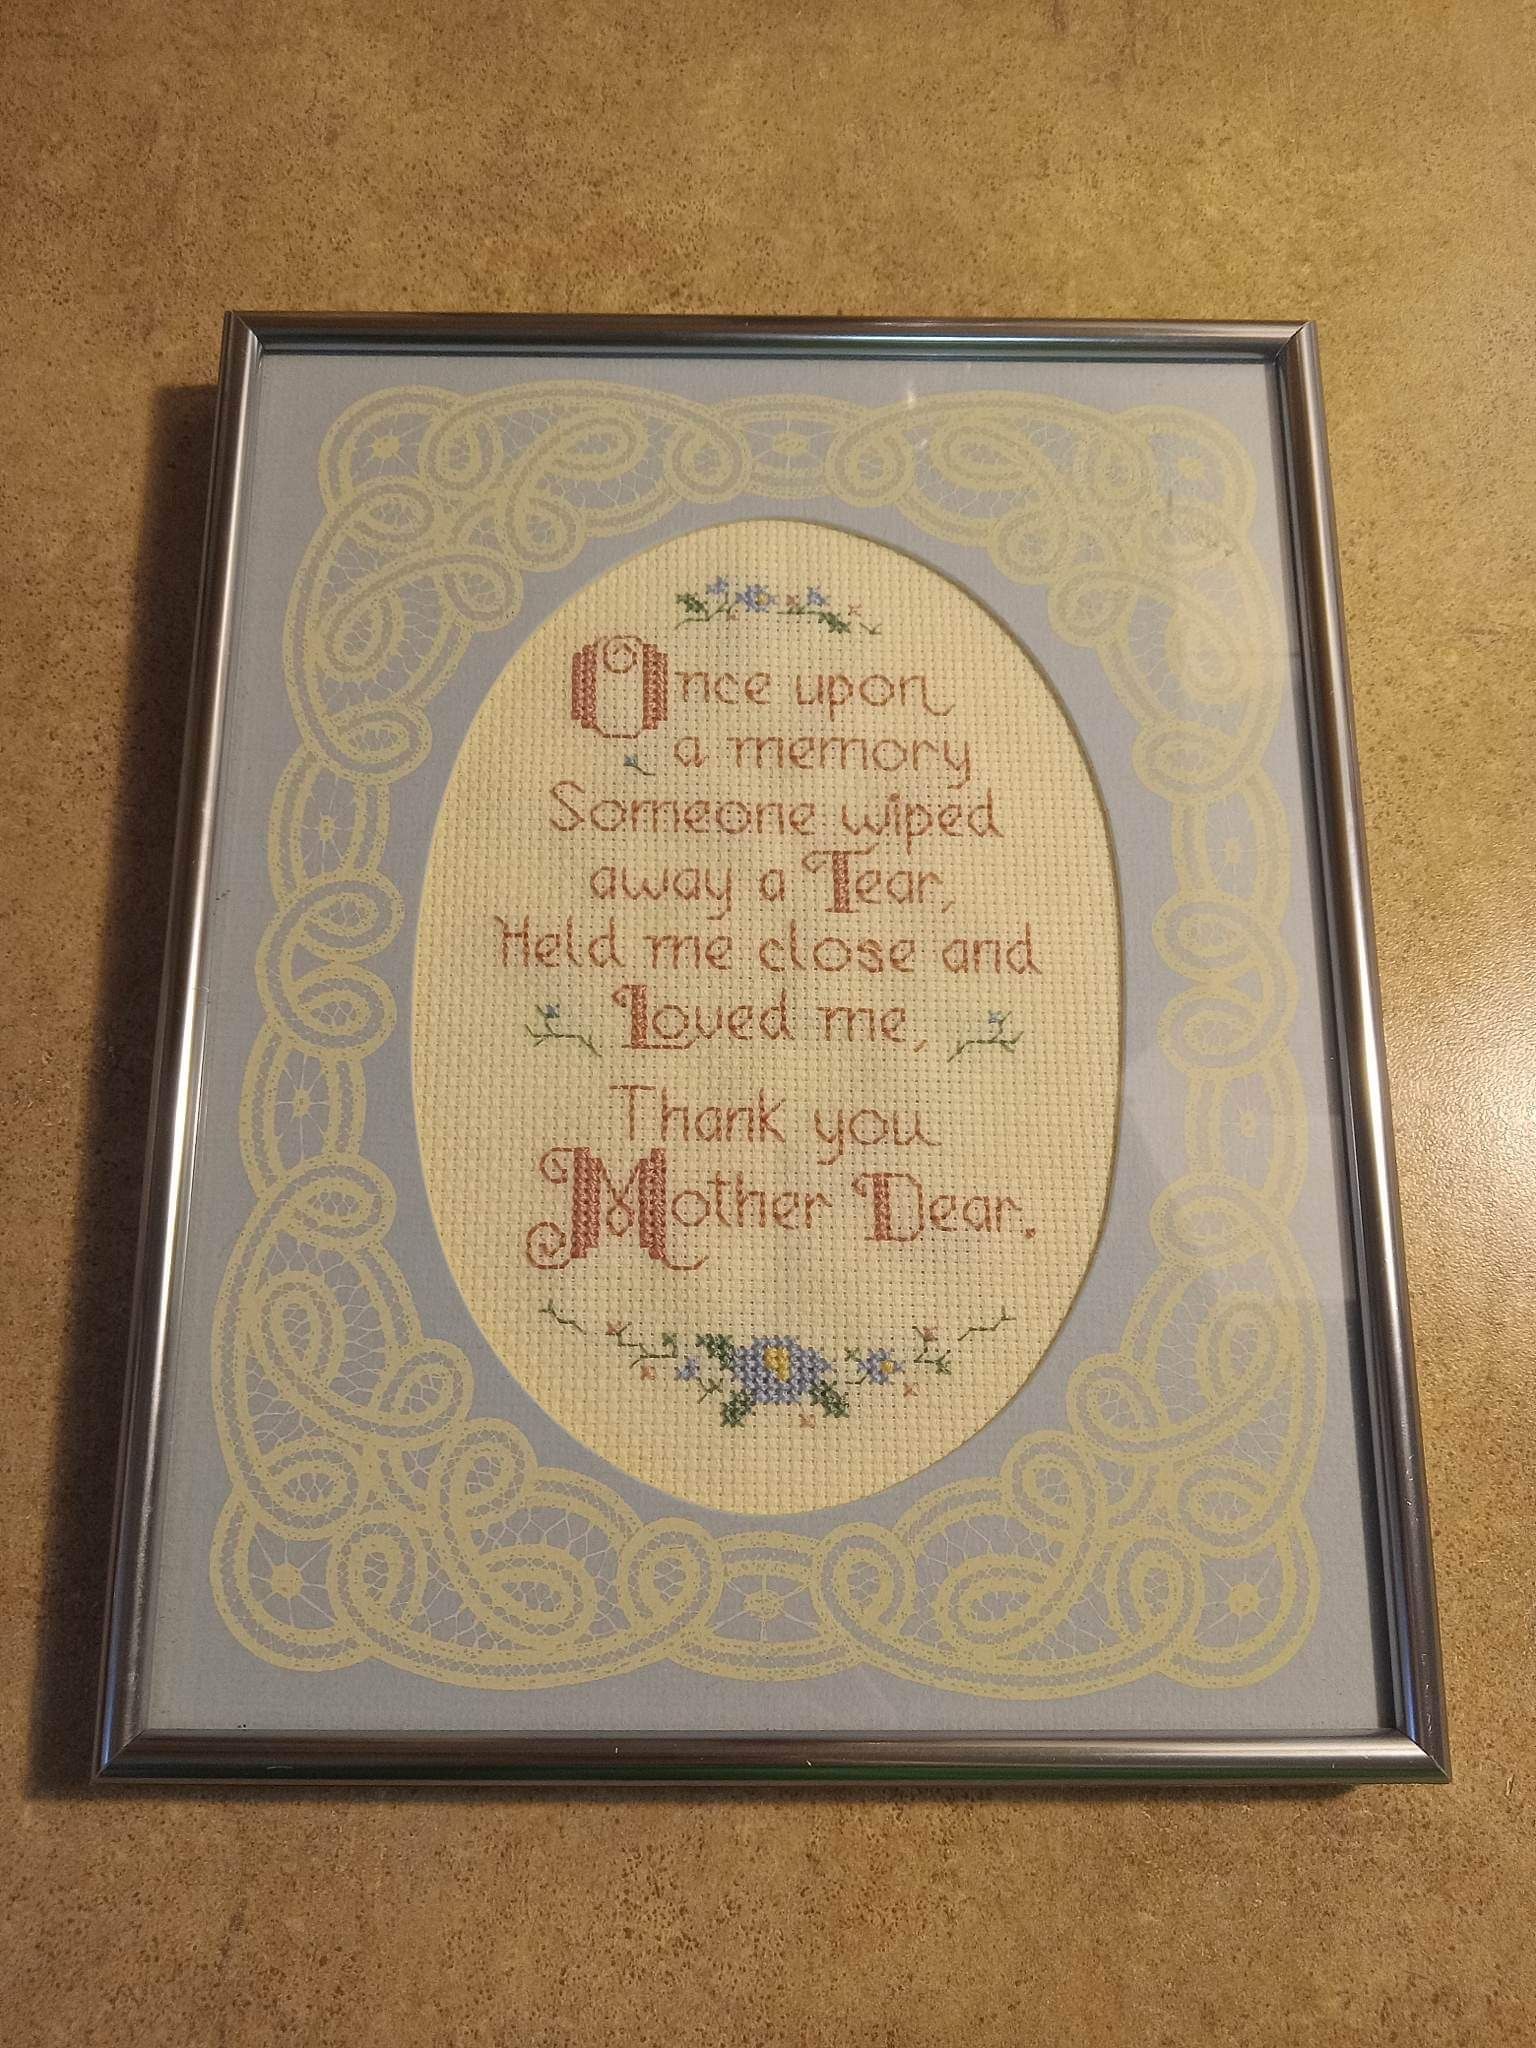 Once upon
a memory
Someone wiped
away a Tear,
Held me close and
Loved me,
Thank you
Mother Dear.